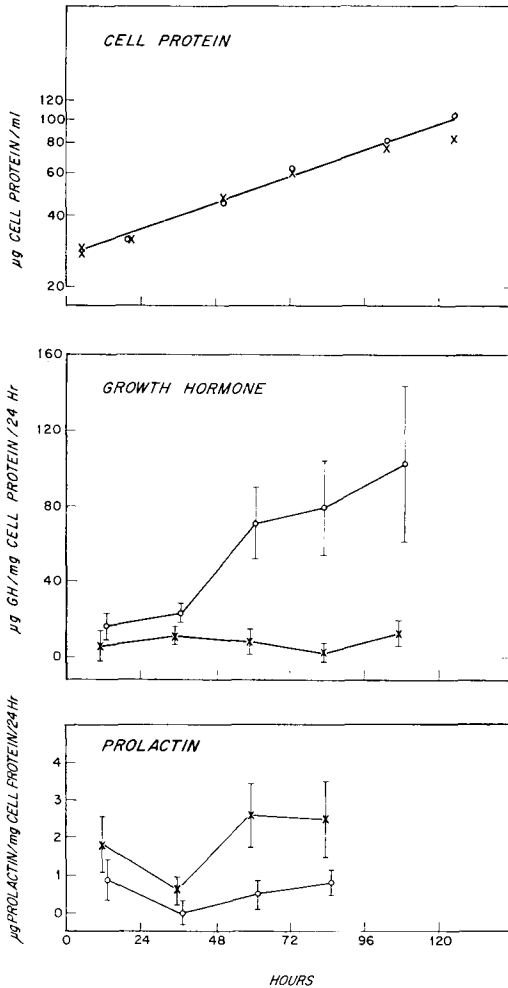 CELL PROTEIN
µg CELL PROTEIN/ml
120
100
80
60
40
20
GROWTH HORMONE
µg GH/mg CELL PROTEIN/24 Hr
160
120
80
40
0
PROLACTIN
µg PROLACTIN/mg CELL PROTEIN/24 Hr
4
3
2
1
0
0 24 48 72 96 120
HOURS